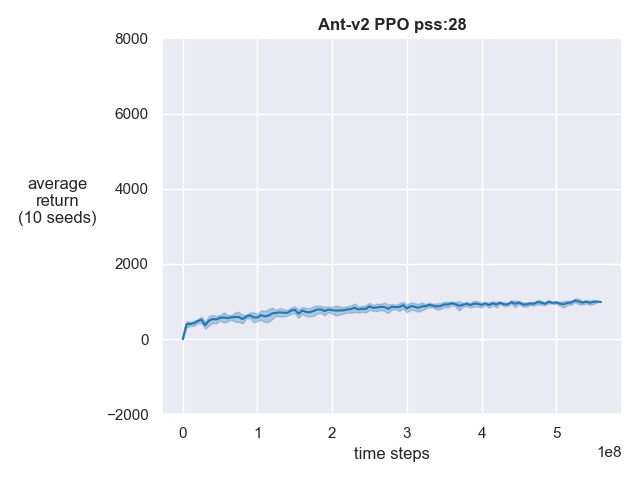 Ant-v2 PPO pss:28
8000
6000
4000
2000
0
−2000
average
return
(10 seeds)
0 1 2 3 4 5
1e8
time steps